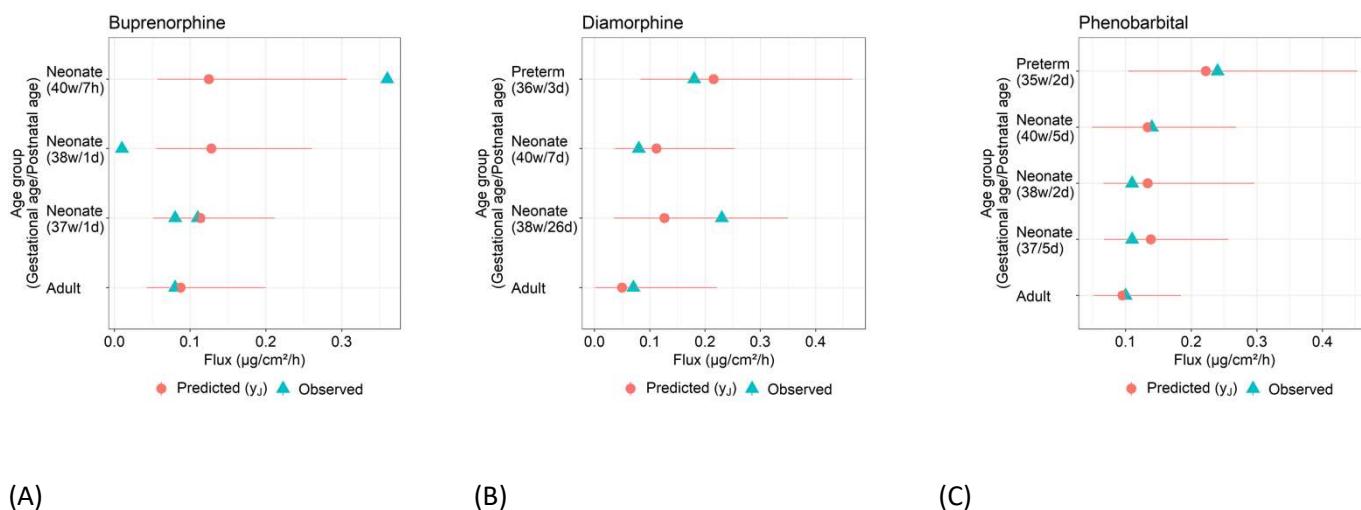 Buprenorphine
Age group
(Gestational age/Postnatal age)
Neonate
(40w/7h)
Neonate
(38w/1d)
Neonate
(37w/1d)
Adult
0.0 0.1 0.2 0.3
Flux (µg/cm²/h)
Predicted (yJ) Observed
Diamorphine
Age group
(Gestational age/Postnatal age)
Preterm
(36w/3d)
Neonate
(40w/7d)
Neonate
(38w/26d)
Adult
0.0 0.1 0.2 0.3 0.4
Flux (µg/cm²/h)
Predicted (yJ) Observed
Phenobarbital
Age group
(Gestational age/Postnatal age)
Preterm
(35w/2d)
Neonate
(40w/5d)
Neonate
(38w/2d)
Neonate
(37/5d)
Adult
0.1 0.2 0.3 0.4
Flux (µg/cm²/h)
Predicted (yJ) Observed
(A) (B) (C)